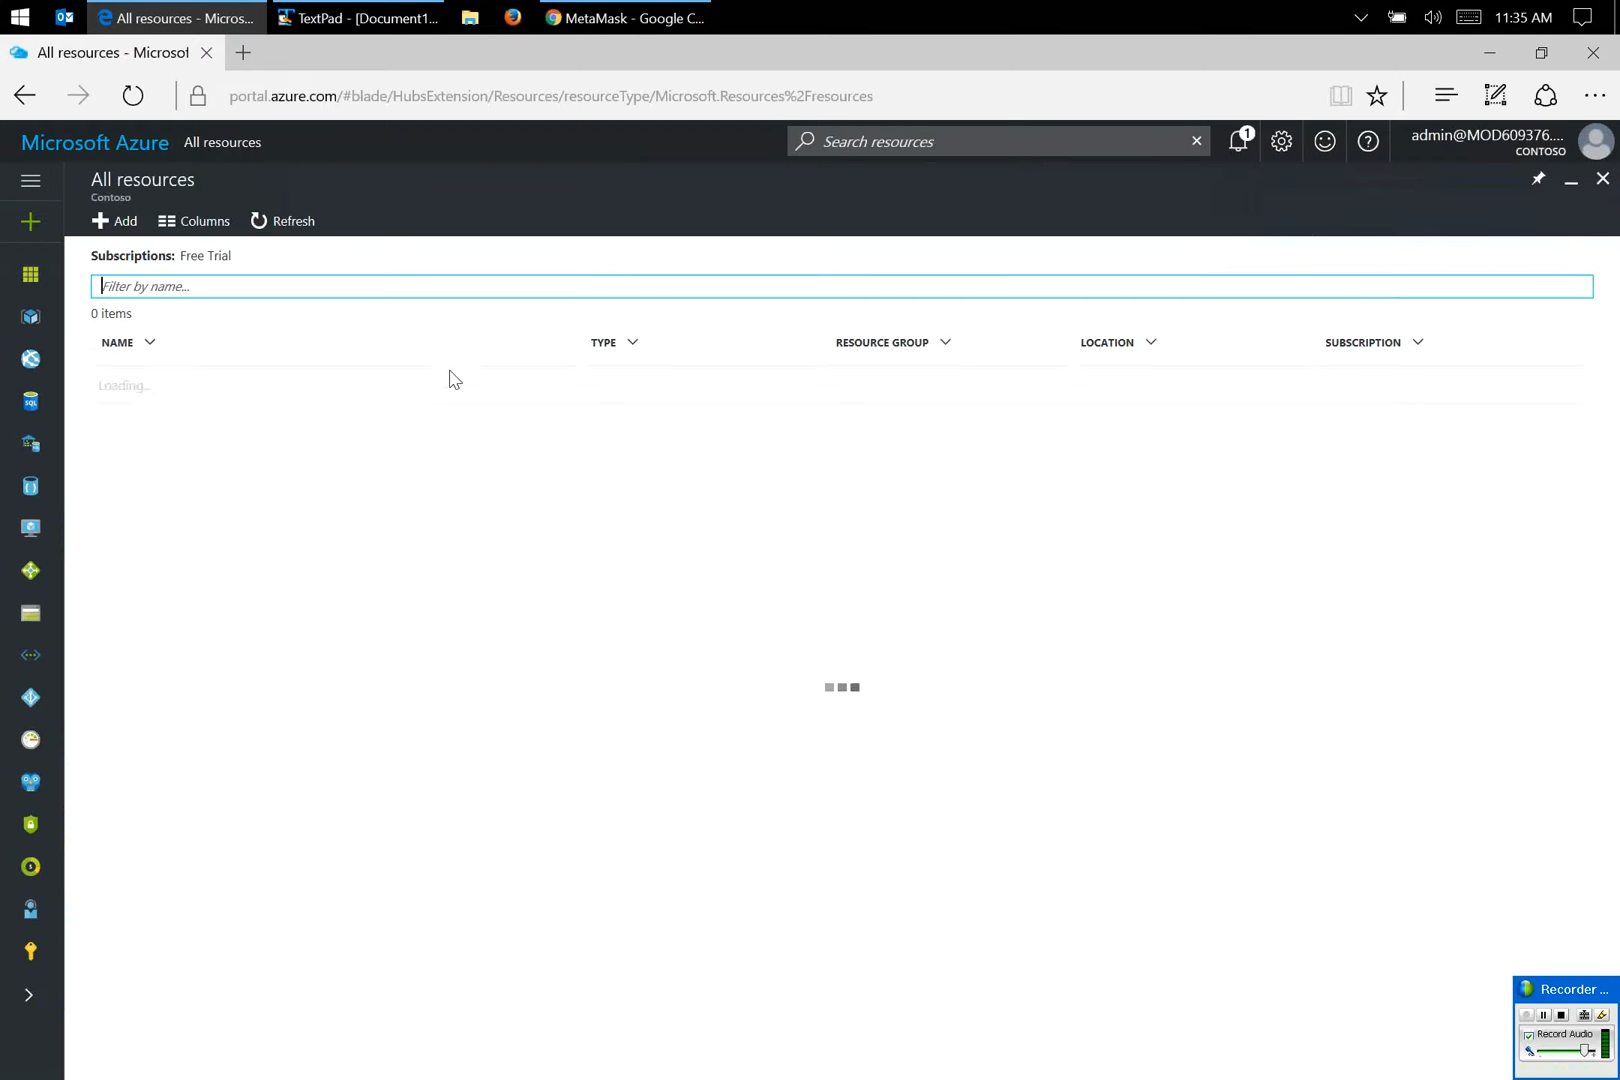 All resources - Micros...
TextPad - [Document1...
MetaMask - Google C...
11:35 AM
All resources - Microsof
portal.azure.com/#blade/HubsExtension/Resources/resourceType/Microsoft.Resources%2Fresources
Microsoft Azure All resources
Search resources
1
admin@MOD609376....
CONTOSO
All resources
Contoso
Add
Columns
Refresh
Subscriptions: Free Trial
Filter by name...
0 items
NAME
TYPE
RESOURCE GROUP
LOCATION
SUBSCRIPTION
Loading...
SQL
Recorder ...
Record Audio